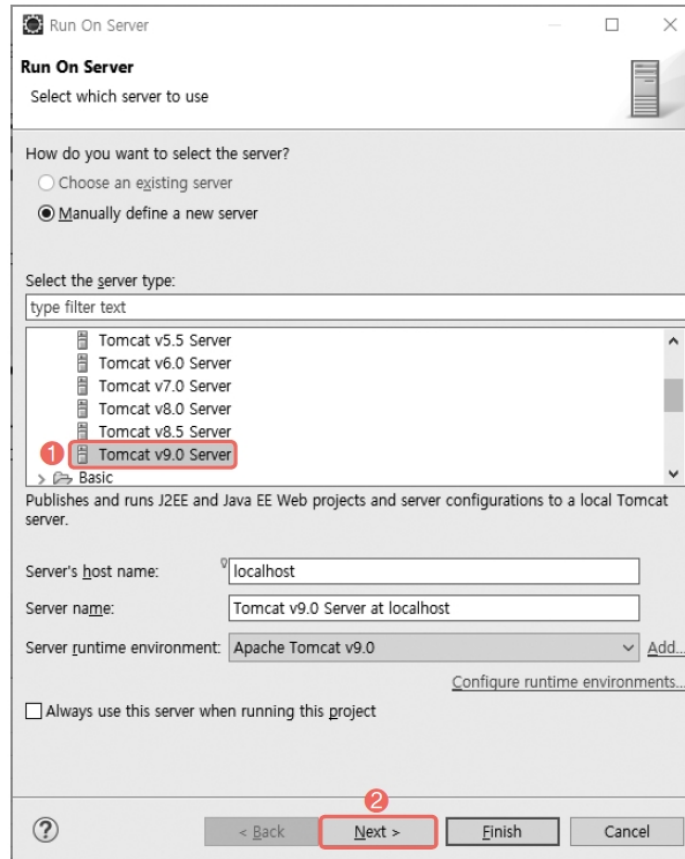 Run On Server
Run On Server
Select which server to use
How do you want to select the server?
Choose an existing server
Manually define a new server
Select the server type:
type filter text
Tomcat v5.5 Server
Tomcat v6.0 Server
Tomcat v7.0 Server
Tomcat v8.0 Server
Tomcat v8.5 Server
1 Tomcat v9.0 Server
Basic
Publishes and runs J2EE and Java EE Web projects and server configurations to a local Tomcat
server.
Server's host name: localhost
Server name: Tomcat v9.0 Server at localhost
Server runtime environment: Apache Tomcat v9.0 Add...
Configure runtime environments...
Always use this server when running this project
2
? < Back Next > Finish Cancel